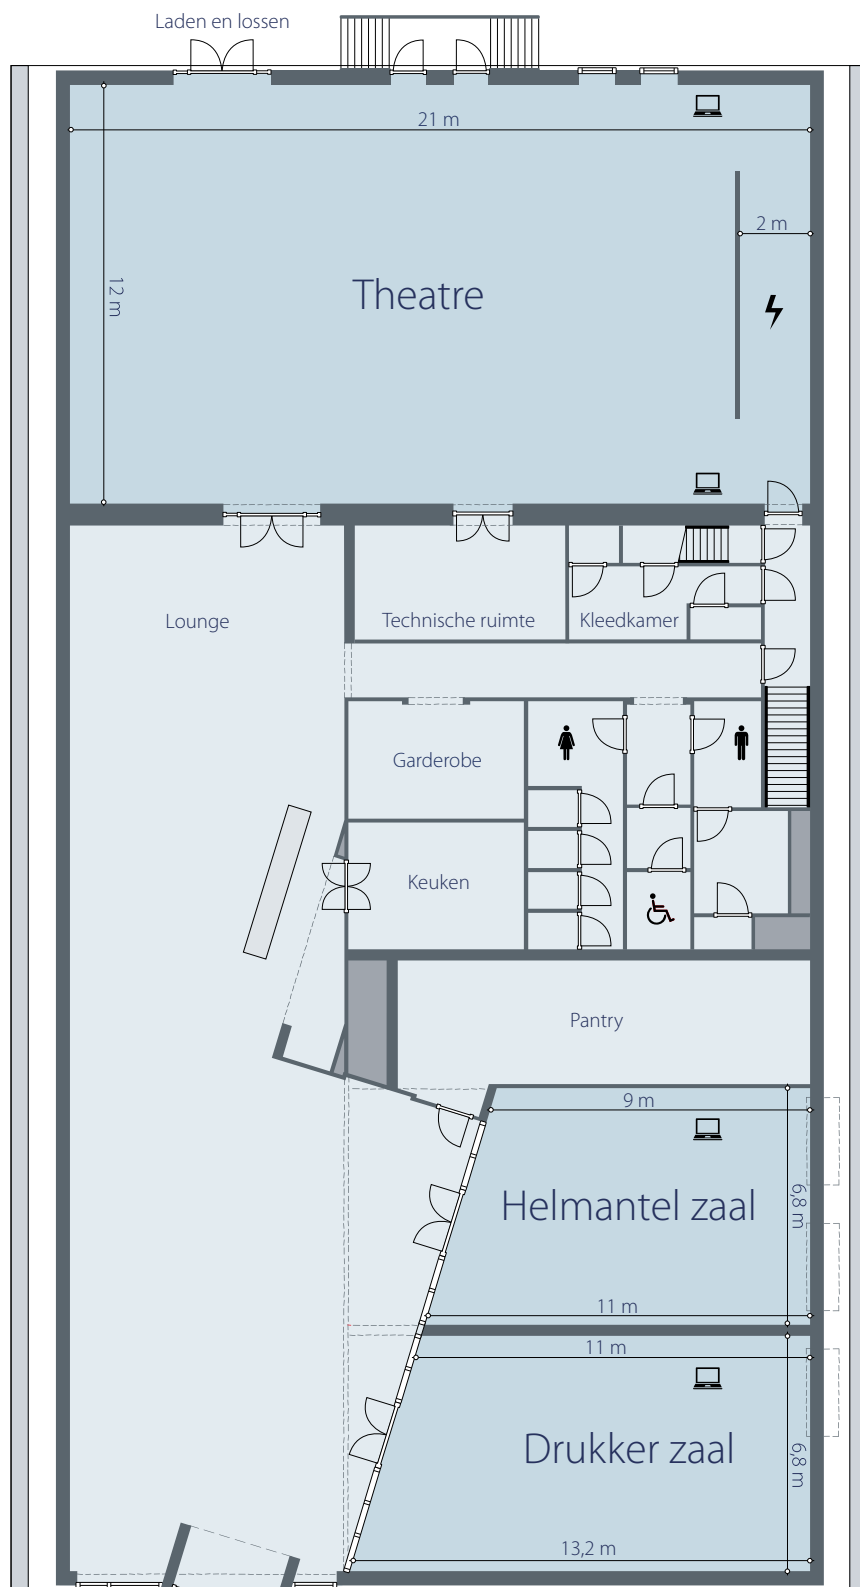 Laden en lossen
21 m
2 m
12 m
Theatre
Lounge
Technische ruimte
Kleedkamer
Garderobe
Keuken
Pantry
9 m
6,8 m
Helmantel zaal
11 m
11 m
Drukker zaal
6,8 m
13,2 m